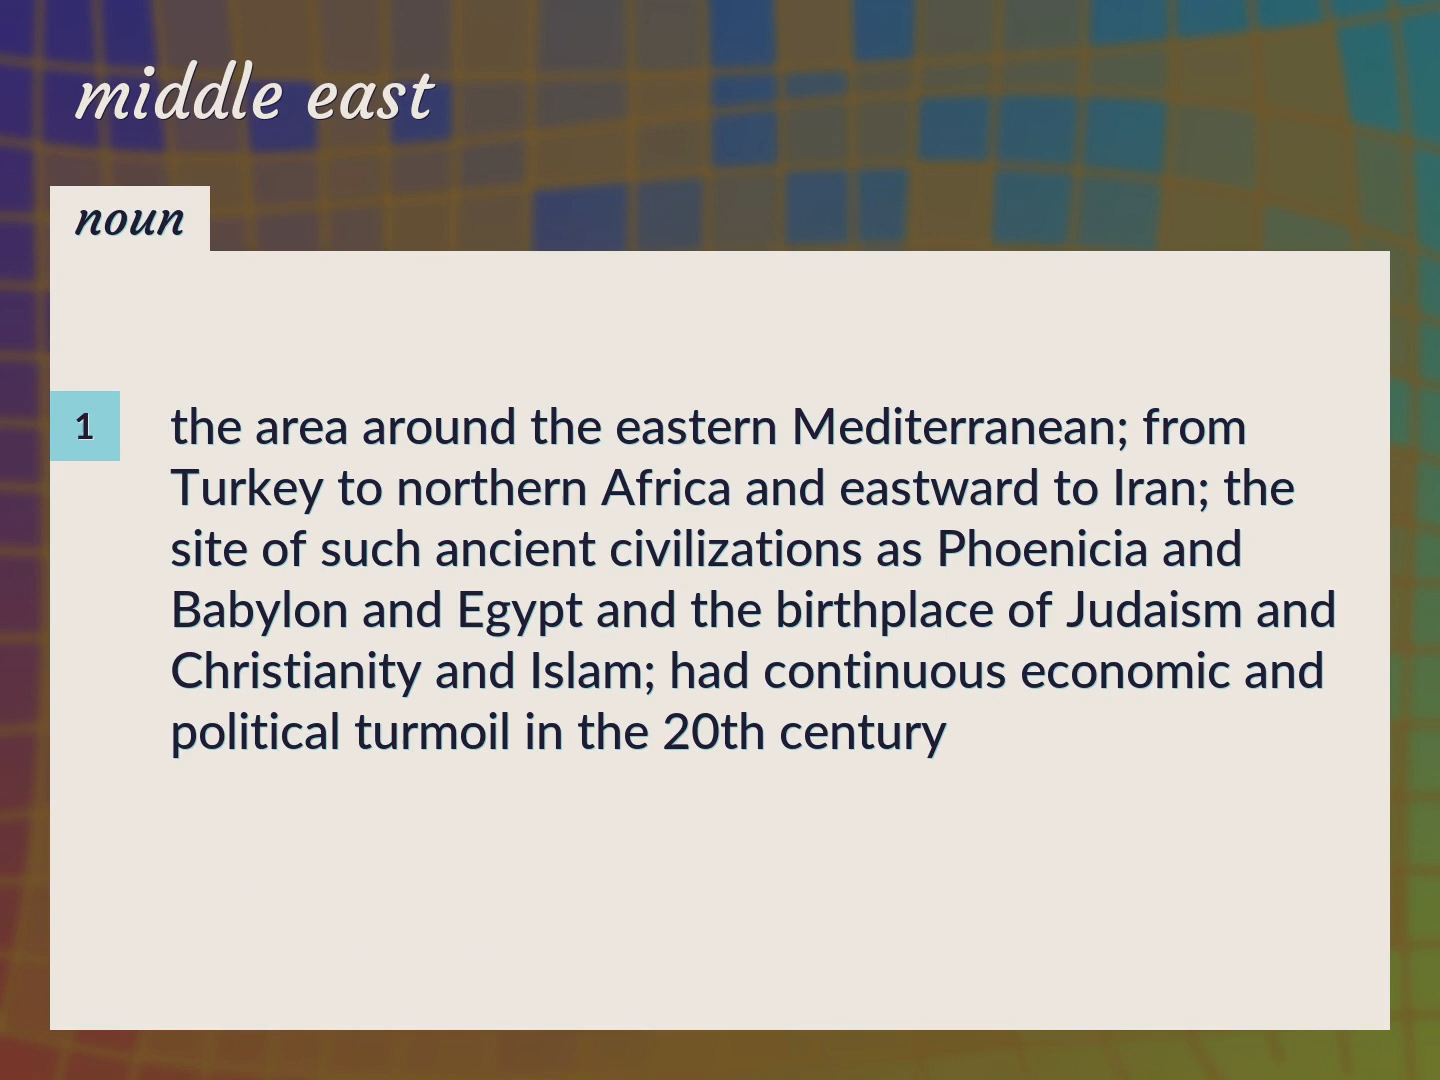 middle east
noun
1
the area around the eastern Mediterranean; from
Turkey to northern Africa and eastward to Iran; the
site of such ancient civilizations as Phoenicia and
Babylon and Egypt and the birthplace of Judaism and
Christianity and Islam; had continuous economic and
political turmoil in the 20th century